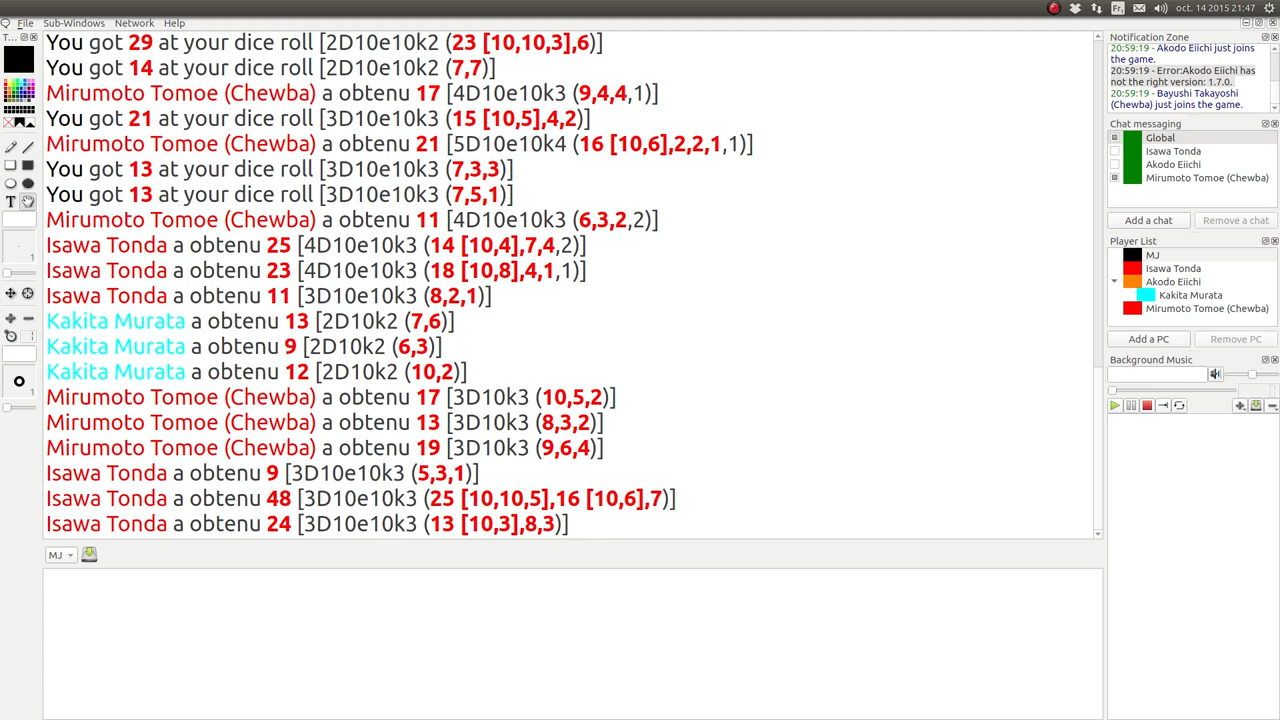 Fr
oct. 14 2015 21:47
File Sub-Windows Network Help
T...
You got 29 at your dice roll [2D10e10k2 (23 [10,10,3],6)]
You got 14 at your dice roll [2D10e10k2 (7,7)]
Mirumoto Tomoe (Chewba) a obtenu 17 [4D10e10k3 (9,4,4,1)]
You got 21 at your dice roll [3D10e10k3 (15 [10,5],4,2)]
Mirumoto Tomoe (Chewba) a obtenu 21 [5D10e10k4 (16 [10,6],2,2,1,1)]
You got 13 at your dice roll [3D10e10k3 (7,3,3)]
You got 13 at your dice roll [3D10e10k3 (7,5,1)]
Mirumoto Tomoe (Chewba) a obtenu 11 [4D10e10k3 (6,3,2,2)]
Isawa Tonda a obtenu 25 [4D10e10k3 (14 [10,4],7,4,2)]
Isawa Tonda a obtenu 23 [4D10e10k3 (18 [10,8],4,1,1)]
Isawa Tonda a obtenu 11 [3D10e10k3 (8,2,1)]
Kakita Murata a obtenu 13 [2D10k2 (7,6)]
Kakita Murata a obtenu 9 [2D10k2 (6,3)]
Kakita Murata a obtenu 12 [2D10k2 (10,2)]
Mirumoto Tomoe (Chewba) a obtenu 17 [3D10k3 (10,5,2)]
Mirumoto Tomoe (Chewba) a obtenu 13 [3D10k3 (8,3,2)]
Mirumoto Tomoe (Chewba) a obtenu 19 [3D10k3 (9,6,4)]
Isawa Tonda a obtenu 9 [3D10e10k3 (5,3,1)]
Isawa Tonda a obtenu 48 [3D10e10k3 (25 [10,10,5],16 [10,6],7)]
Isawa Tonda a obtenu 24 [3D10e10k3 (13 [10,3],8,3)]
MJ
T
1
1
Notification Zone
20:59:19 - Akodo Eiichi just joins
the game.
20:59:19 - Error:Akodo Eiichi has
not the right version: 1.7.0.
20:59:19 - Bayushi Takayoshi
(Chewba) just joins the game.
Chat messaging
Global
Isawa Tonda
Akodo Eiichi
Mirumoto Tomoe (Chewba)
Add a chat
Remove a chat
Player List
MJ
Isawa Tonda
Akodo Eiichi
Kakita Murata
Mirumoto Tomoe (Chewba)
Add a PC
Remove PC
Background Music